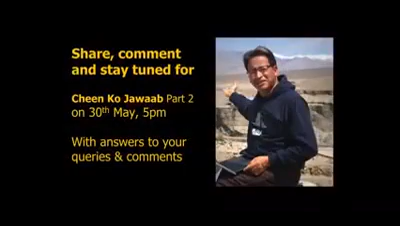 Share, comment
and stay tuned for
Cheen Ko Jawaab Part 2
on 30th May, 5pm
With answers to your
queries & comments